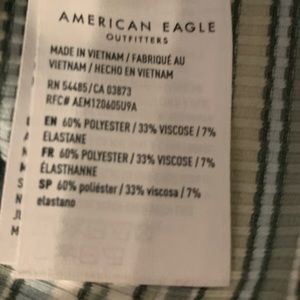 AMERICAN EAGLE
OUTFITTERS
MADE IN VIETNAM / FABRIQUÉ AU
VIETNAM / HECHO EN VIETNAM
RN 54485/CA 03873
RFC# AEM120605U9A
EN 60% POLYESTER / 33% VISCOSE / 7%
ELASTANE
FR 60% POLYESTER / 33% VISCOSE / 7%
ÉLASTHANNE
SP 60% poliéster / 33% viscosa / 7%
elastano